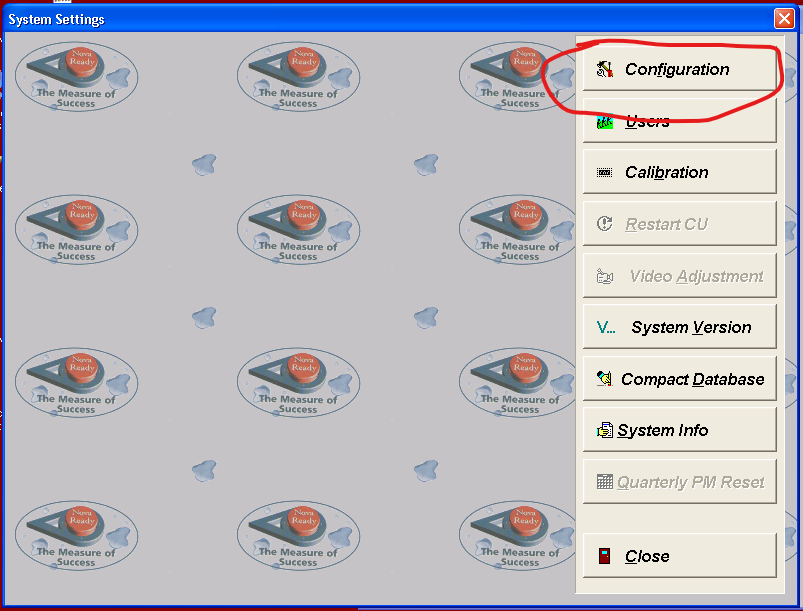 System Settings
Nova
Ready
The Measure of
Success
Nova
Ready
The Measure of
Success
Nova
Ready
The Measure of
Success
Configuration
Users
Calibration
Nova
Ready
The Measure of
Success
Nova
Ready
The Measure of
Success
Nova
Ready
The Measure of
Success
Restart CU
Video Adjustment
V... System Version
Nova
Ready
The Measure of
Success
Nova
Ready
The Measure of
Success
Nova
Ready
The Measure of
Success
Compact Database
System Info
Quarterly PM Reset
Nova
Ready
The Measure of
Success
Nova
Ready
The Measure of
Success
Nova
Ready
The Measure of
Success
Close